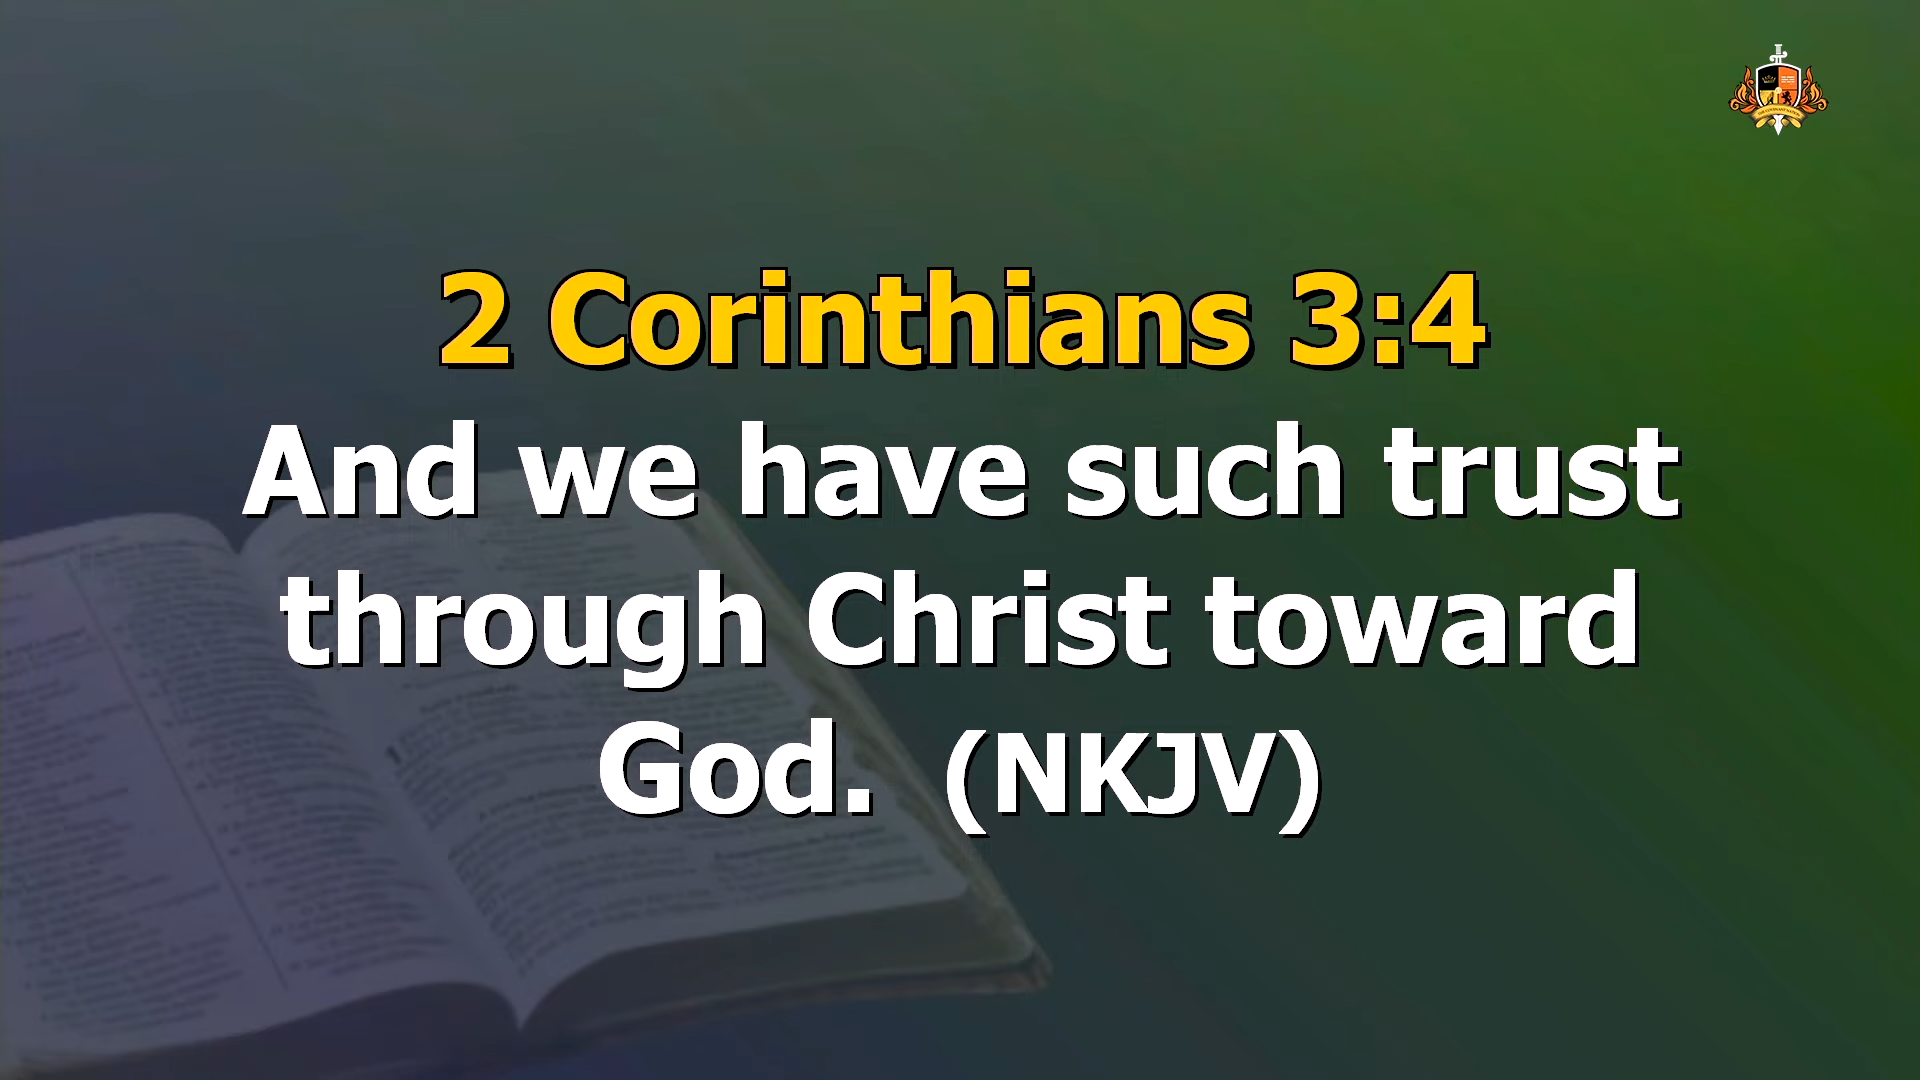 2 Corinthians 3:4
And we have such trust
through Christ toward
God. (NKJV)